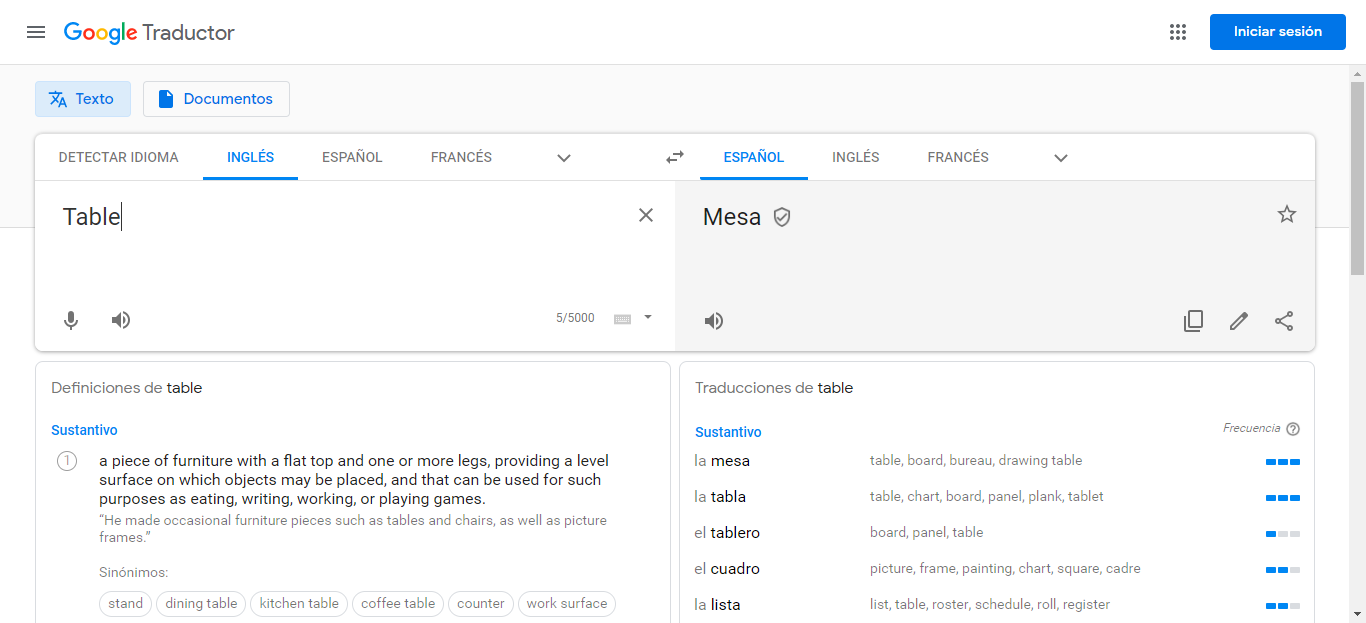 Google Traductor
Iniciar sesión
Texto
Documentos
DETECTAR IDIOMA INGLÉS ESPAÑOL FRANCÉS
ESPAÑOL INGLÉS FRANCÉS
Table
Mesa
5/5000
Definiciones de table
Sustantivo
1 a piece of furniture with a flat top and one or more legs, providing a level
surface on which objects may be placed, and that can be used for such
purposes as eating, writing, working, or playing games.
“He made occasional furniture pieces such as tables and chairs, as well as picture
frames.”
Sinónimos:
stand dining table kitchen table coffee table counter work surface
Traducciones de table
Sustantivo Frecuencia ?
la mesa table, board, bureau, drawing table
la tabla table, chart, board, panel, plank, tablet
el tablero board, panel, table
el cuadro picture, frame, painting, chart, square, cadre
la lista list, table, roster, schedule, roll, register